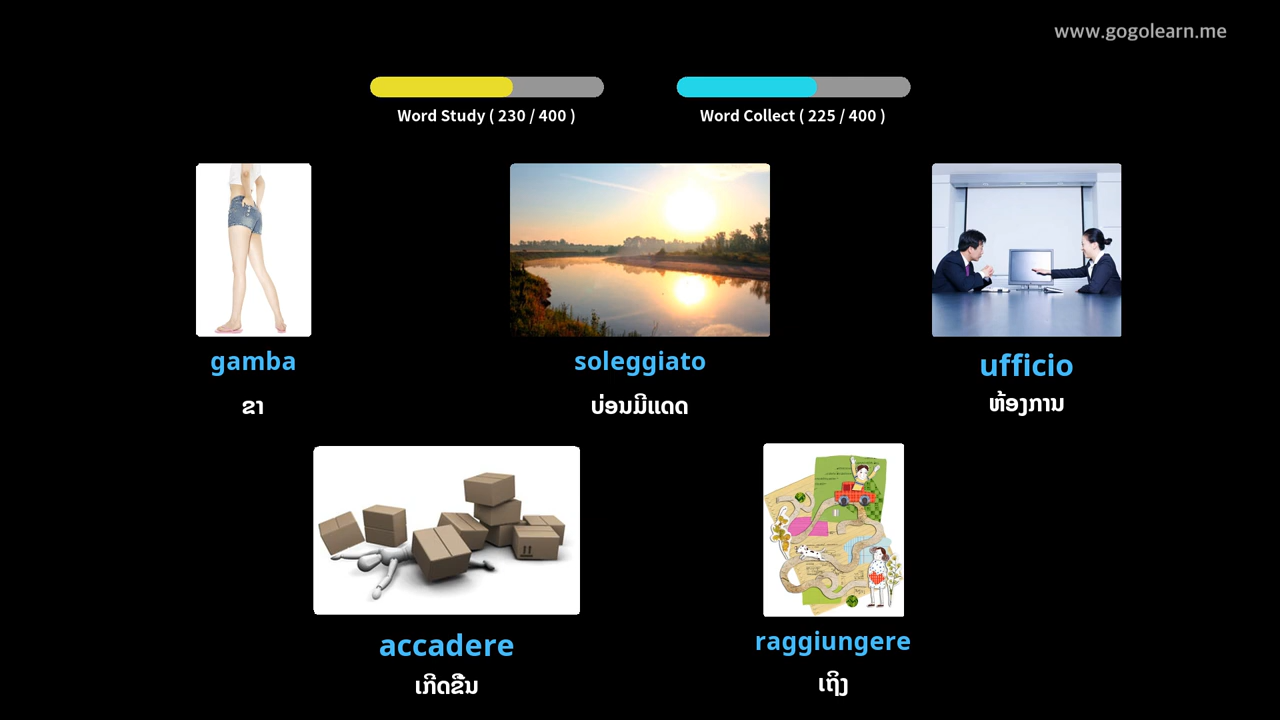 www.gogolearn.me
Word Study ( 230 / 400 )
Word Collect ( 225 / 400 )
gamba
ຂາ
soleggiato
ບ່ອນມີແດດ
ufficio
ຫ້ອງການ
accadere
ເກີດຂຶ້ນ
raggiungere
ເຖິງ